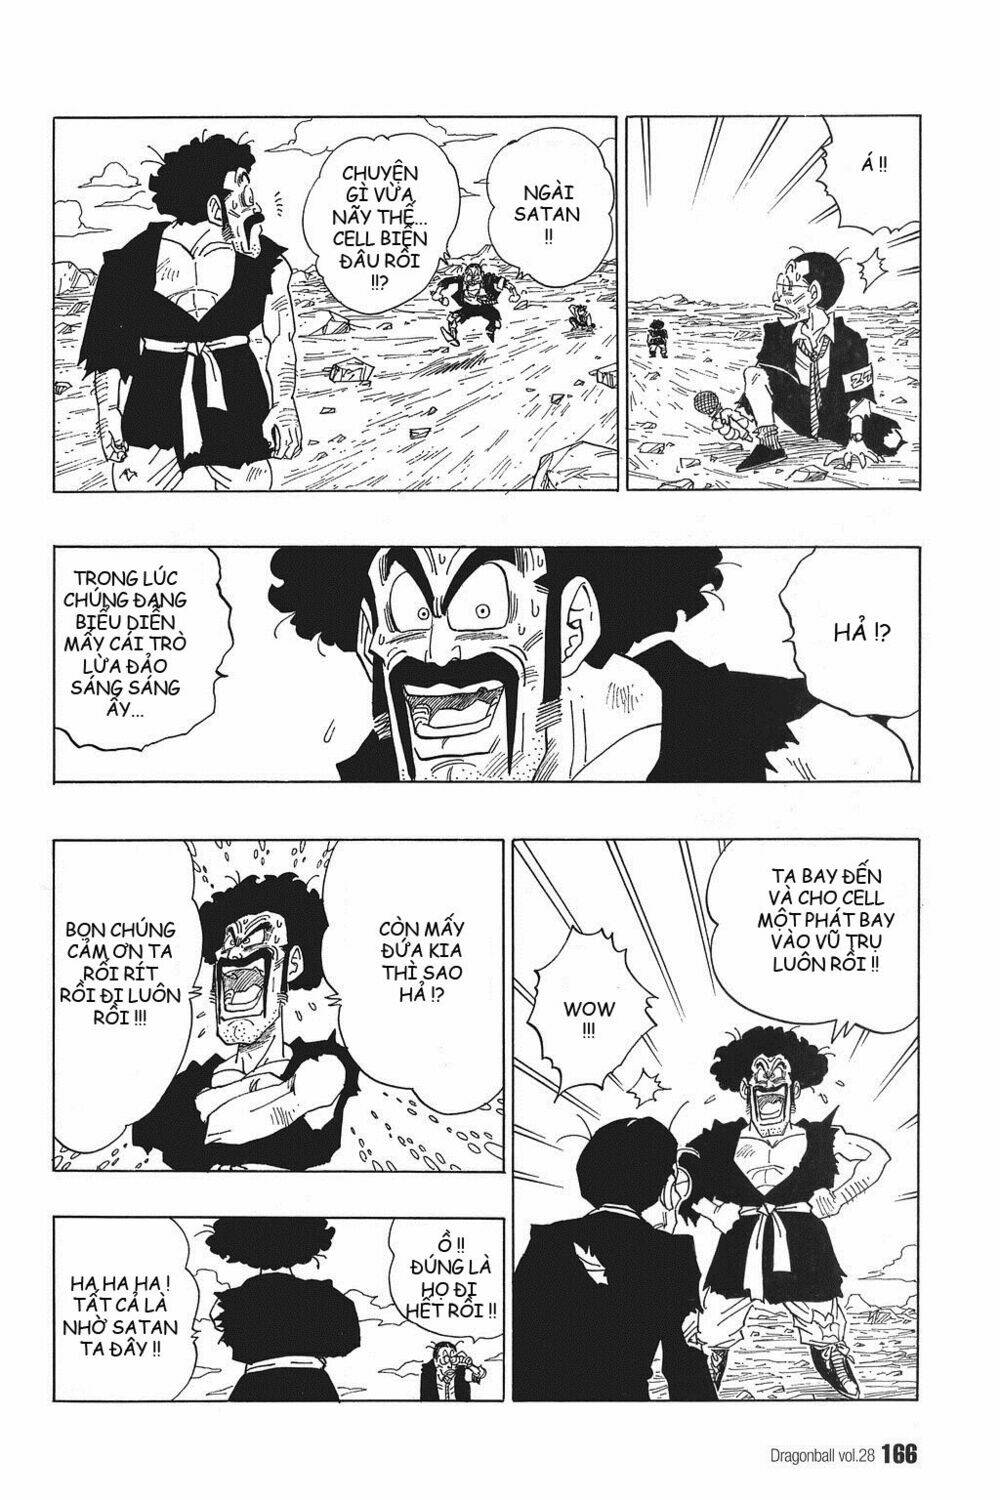 Á !!
ZT
NGÀI
SATAN
!!
CHUYỆN
GÌ VỪA
NÃY THẾ...
CELL BIẾN
ĐÂU RỒI
!!?
HẢ !?
TRONG LÚC
CHÚNG ĐANG
BIỂU DIỄN
MẤY CÁI TRÒ
LỪA ĐẢO
SÁNG SÁNG
ẤY...
TA BAY ĐẾN
VÀ CHO CELL
MỘT PHÁT BAY
VÀO VŨ TRỤ
LUÔN RỒI !!
WOW
!!!
CÒN MẤY
ĐỨA KIA
THÌ SAO
HẢ !?
BỌN CHÚNG
CẢM ƠN TA
RỐI RÍT
RỒI ĐI LUÔN
RỒI !!!
Ồ !!
ĐÚNG LÀ
HỌ ĐI
HẾT RỒI !!
HA HA HA !
TẤT CẢ LÀ
NHỜ SATAN
TA ĐÂY !!
Dragonball vol.28 166